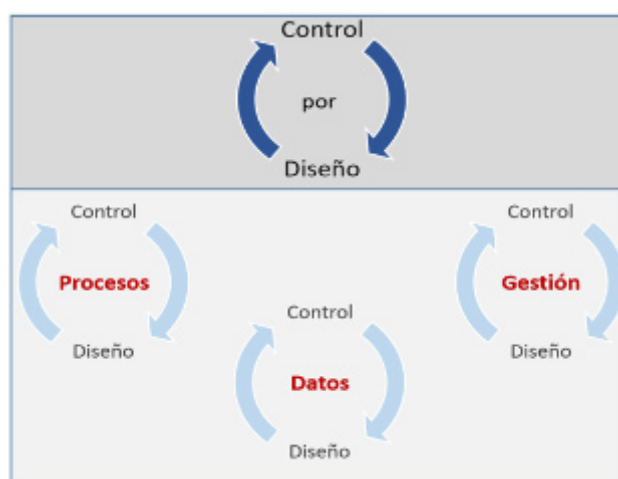 Control
por
Diseño
Control
Procesos
Diseño
Control
Datos
Diseño
Control
Gestión
Diseño